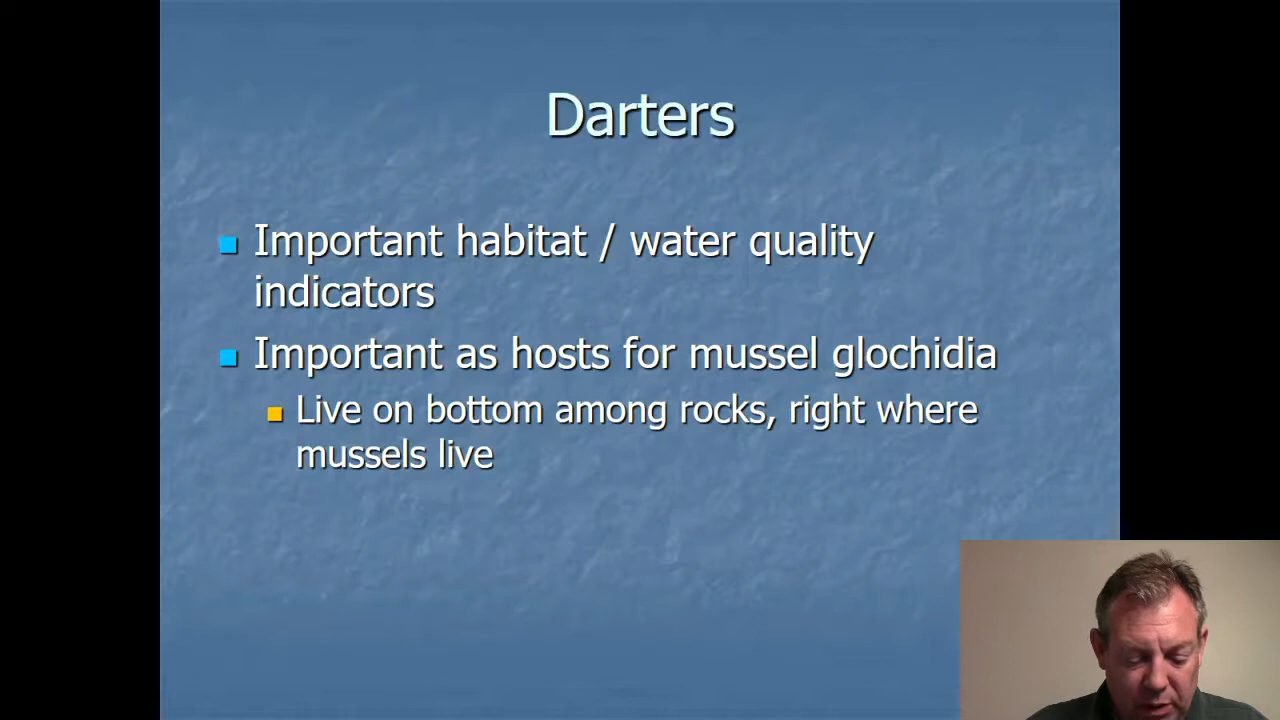 Darters
Important habitat / water quality
indicators
Important as hosts for mussel glochidia
Live on bottom among rocks, right where
mussels live